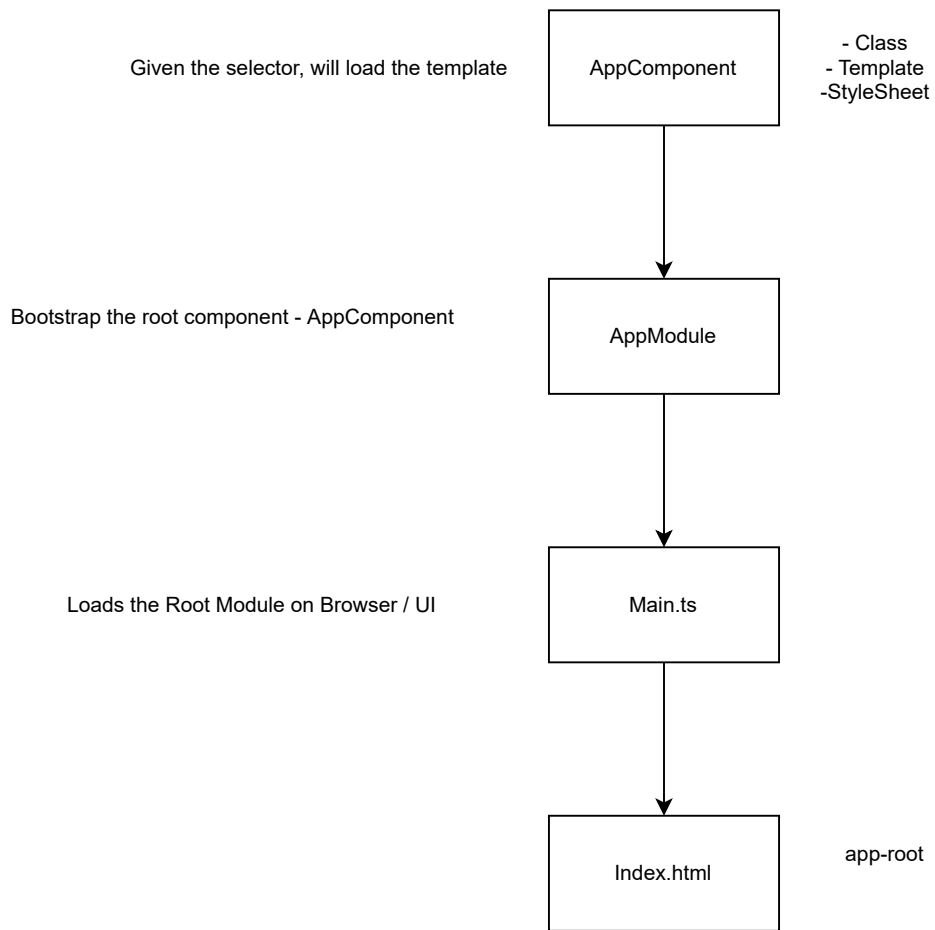 Given the selector, will load the template
AppComponent
- Class
- Template
-StyleSheet
Bootstrap the root component - AppComponent
AppModule
Loads the Root Module on Browser / UI
Main.ts
Index.html
app-root